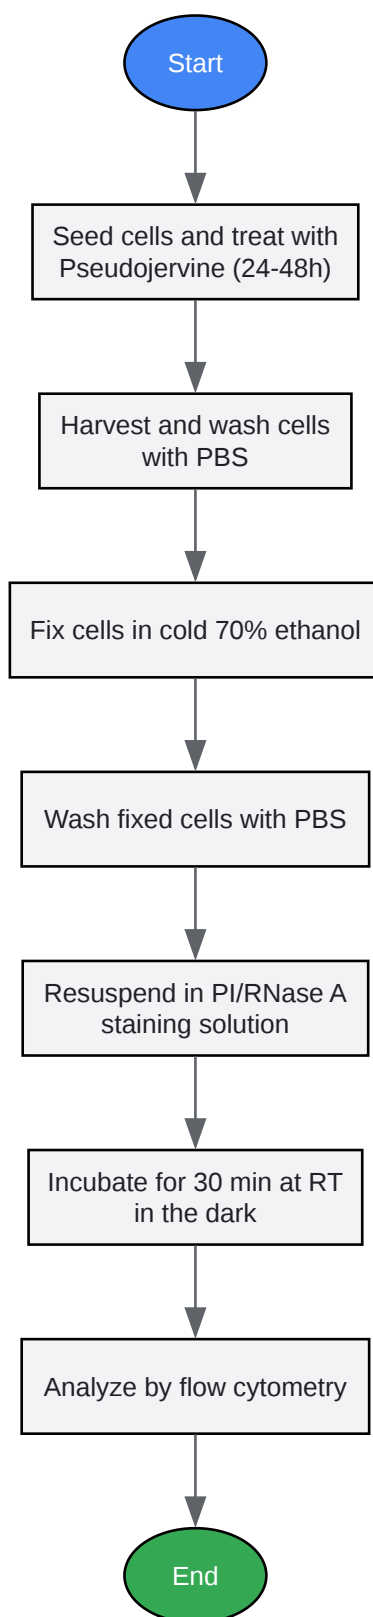 Start
Seed cells and treat with
Pseudojervine (24-48h)
Harvest and wash cells
with PBS
Fix cells in cold 70% ethanol
Wash fixed cells with PBS
Resuspend in PI/RNase A
staining solution
Incubate for 30 min at RT
in the dark
Analyze by flow cytometry
End